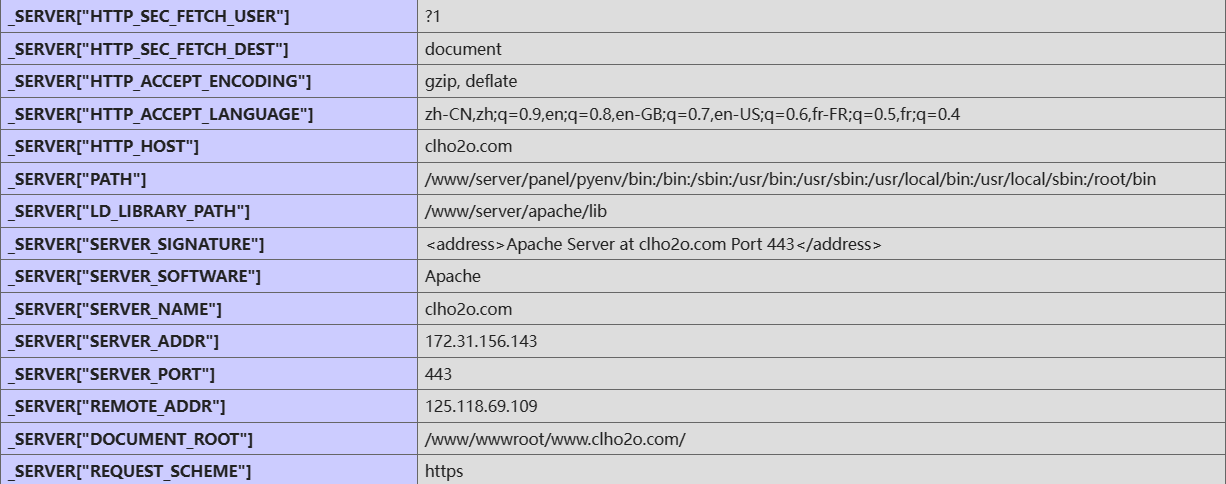 _SERVER["HTTP_SEC_FETCH_USER"] ?1
_SERVER["HTTP_SEC_FETCH_DEST"] document
_SERVER["HTTP_ACCEPT_ENCODING"] gzip, deflate
_SERVER["HTTP_ACCEPT_LANGUAGE"] zh-CN,zh;q=0.9,en;q=0.8,en-GB;q=0.7,en-US;q=0.6,fr-FR;q=0.5,fr;q=0.4
_SERVER["HTTP_HOST"] clho2o.com
_SERVER["PATH"] /www/server/panel/pyenv/bin:/bin:/sbin:/usr/bin:/usr/sbin:/usr/local/bin:/usr/local/sbin:/root/bin
_SERVER["LD_LIBRARY_PATH"] /www/server/apache/lib
_SERVER["SERVER_SIGNATURE"] <address>Apache Server at clho2o.com Port 443</address>
_SERVER["SERVER_SOFTWARE"] Apache
_SERVER["SERVER_NAME"] clho2o.com
_SERVER["SERVER_ADDR"] 172.31.156.143
_SERVER["SERVER_PORT"] 443
_SERVER["REMOTE_ADDR"] 125.118.69.109
_SERVER["DOCUMENT_ROOT"] /www/wwwroot/www.clho2o.com/
_SERVER["REQUEST_SCHEME"] https